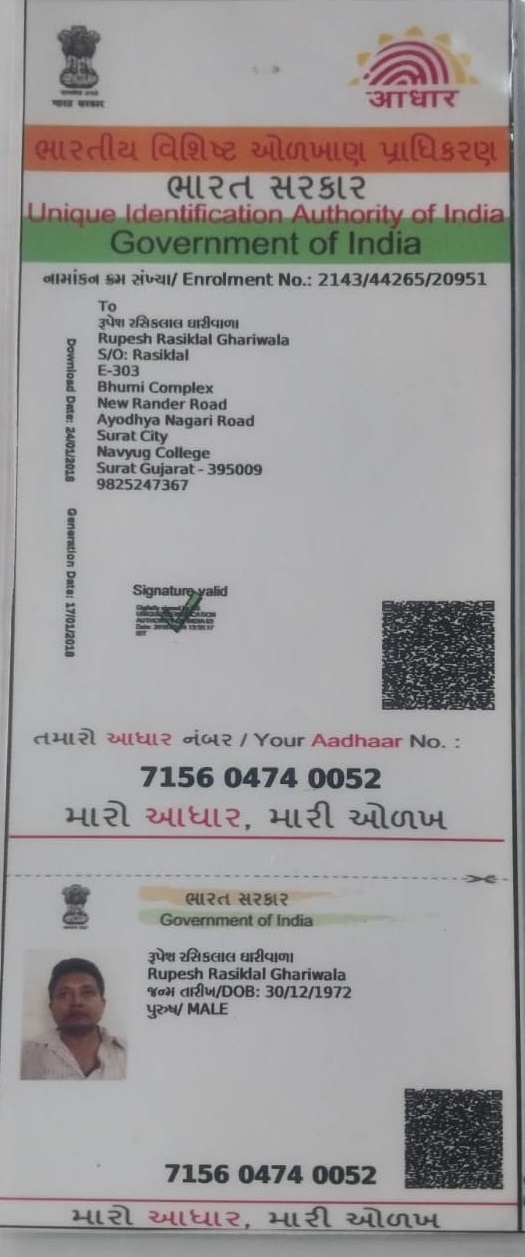 भारत सरकार
आधार
ભારતીય વિશિષ્ટ ઓળખાણ પ્રાધિકરણ
ભારત સરકાર
Unique Identification Authority of India
Government of India
નામાંકન ક્રમ સંખ્યા/ Enrolment No.: 2143/44265/20951
To
રૂપેશ રસિકલાલ ઘારીવાળા
Rupesh Rasiklal Ghariwala
S/O: Rasiklal
E-303
Bhumi Complex
New Rander Road
Ayodhya Nagari Road
Surat City
Navyug College
Surat Gujarat - 395009
9825247367
Download Date: 24/01/2018
Generation Date: 17/01/2018
Signature valid
તમારો આધાર નંબર / Your Aadhaar No. :
7156 0474 0052
મારો આધાર, મારી ઓળખ
ભારત સરકાર
Government of India
રૂપેશ રસિકલાલ ઘારીવાળા
Rupesh Rasiklal Ghariwala
જન્મ તારીખ/DOB: 30/12/1972
પુરુષ/ MALE
7156 0474 0052
મારો આધાર, મારી ઓળખ